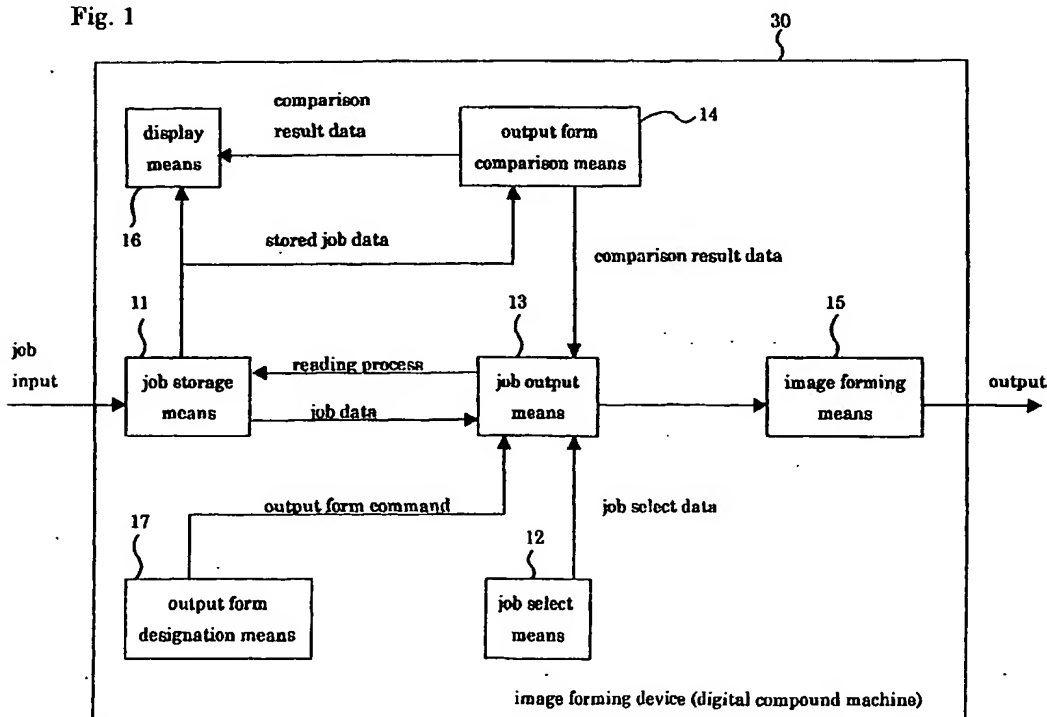 Fig. 1
30
comparison
result data
14
display
means
output form
comparison means
16
stored job data
comparison result data
11
13
15
job
input
reading process
job storage
means
job output
means
image forming
means
output
job data
output form command
job select data
17
12
output form
designation means
job select
means
image forming device (digital compound machine)